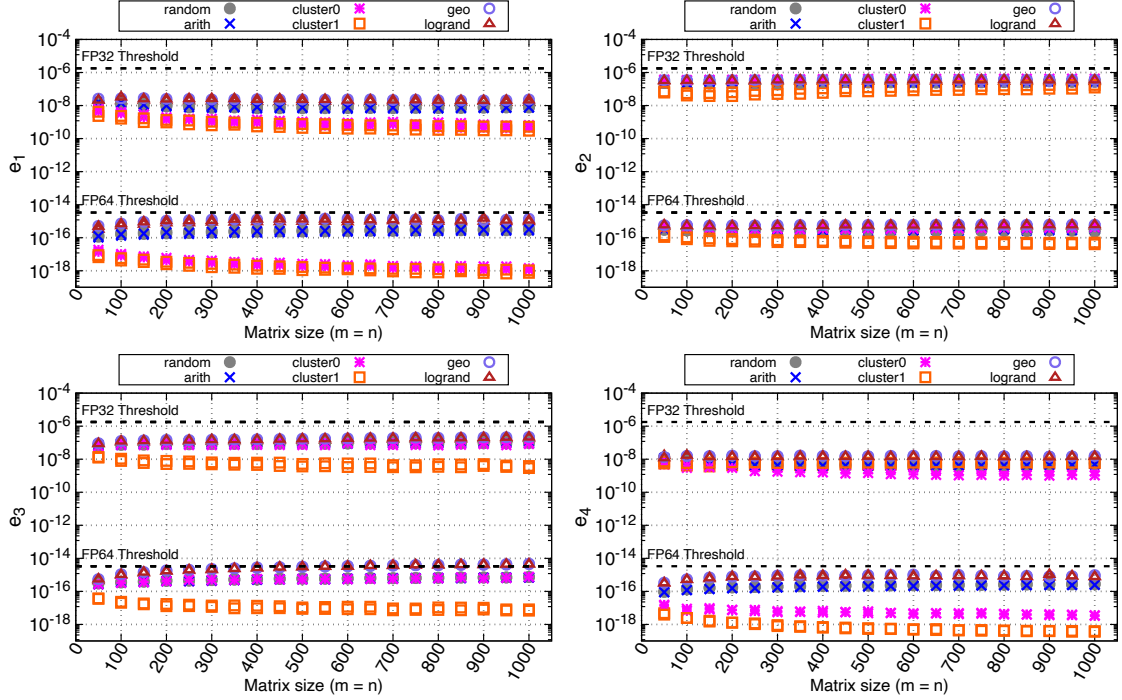 random cluster0 geo
arith cluster1 logrand
e1
10^-4
10^-6
10^-8
10^-10
10^-12
10^-14
10^-16
10^-18
FP32 Threshold
FP64 Threshold
0 100 200 300 400 500 600 700 800 900 1000
Matrix size (m = n)
random cluster0 geo
arith cluster1 logrand
e2
10^-4
10^-6
10^-8
10^-10
10^-12
10^-14
10^-16
10^-18
FP32 Threshold
FP64 Threshold
0 100 200 300 400 500 600 700 800 900 1000
Matrix size (m = n)
random cluster0 geo
arith cluster1 logrand
e3
10^-4
10^-6
10^-8
10^-10
10^-12
10^-14
10^-16
10^-18
FP32 Threshold
FP64 Threshold
0 100 200 300 400 500 600 700 800 900 1000
Matrix size (m = n)
random cluster0 geo
arith cluster1 logrand
e4
10^-4
10^-6
10^-8
10^-10
10^-12
10^-14
10^-16
10^-18
FP32 Threshold
FP64 Threshold
0 100 200 300 400 500 600 700 800 900 1000
Matrix size (m = n)